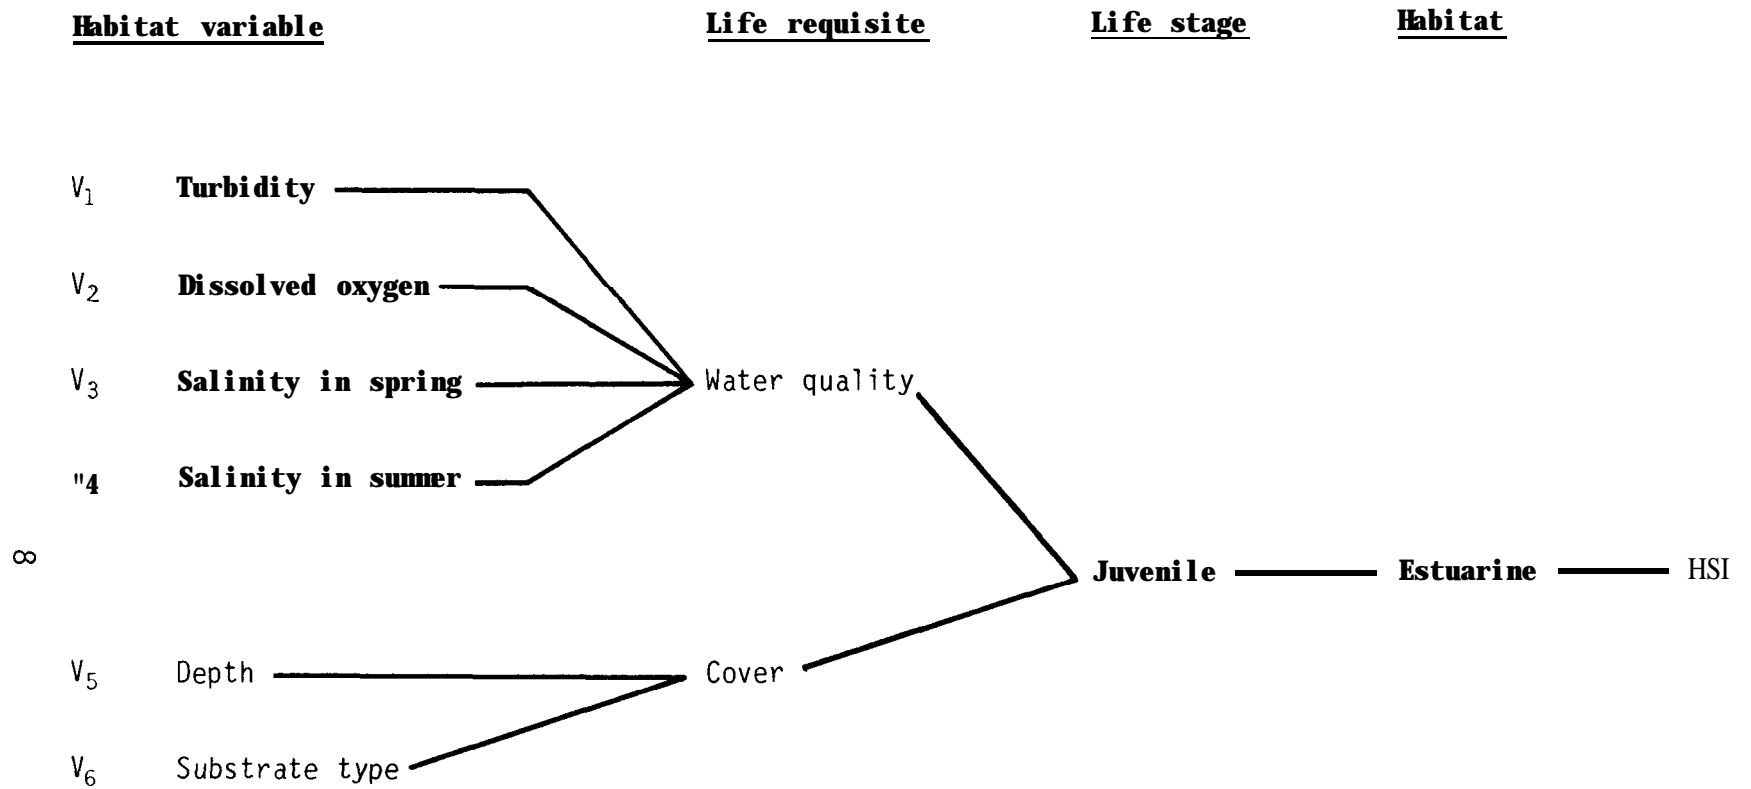 Habitat variable Life requisite Life stage Habitat
V1 Turbidity
V2 Dissolved oxygen
V3 Salinity in spring Water quality
"4 Salinity in summer
8
Juvenile Estuarine HSI
V5 Depth Cover
V6 Substrate type